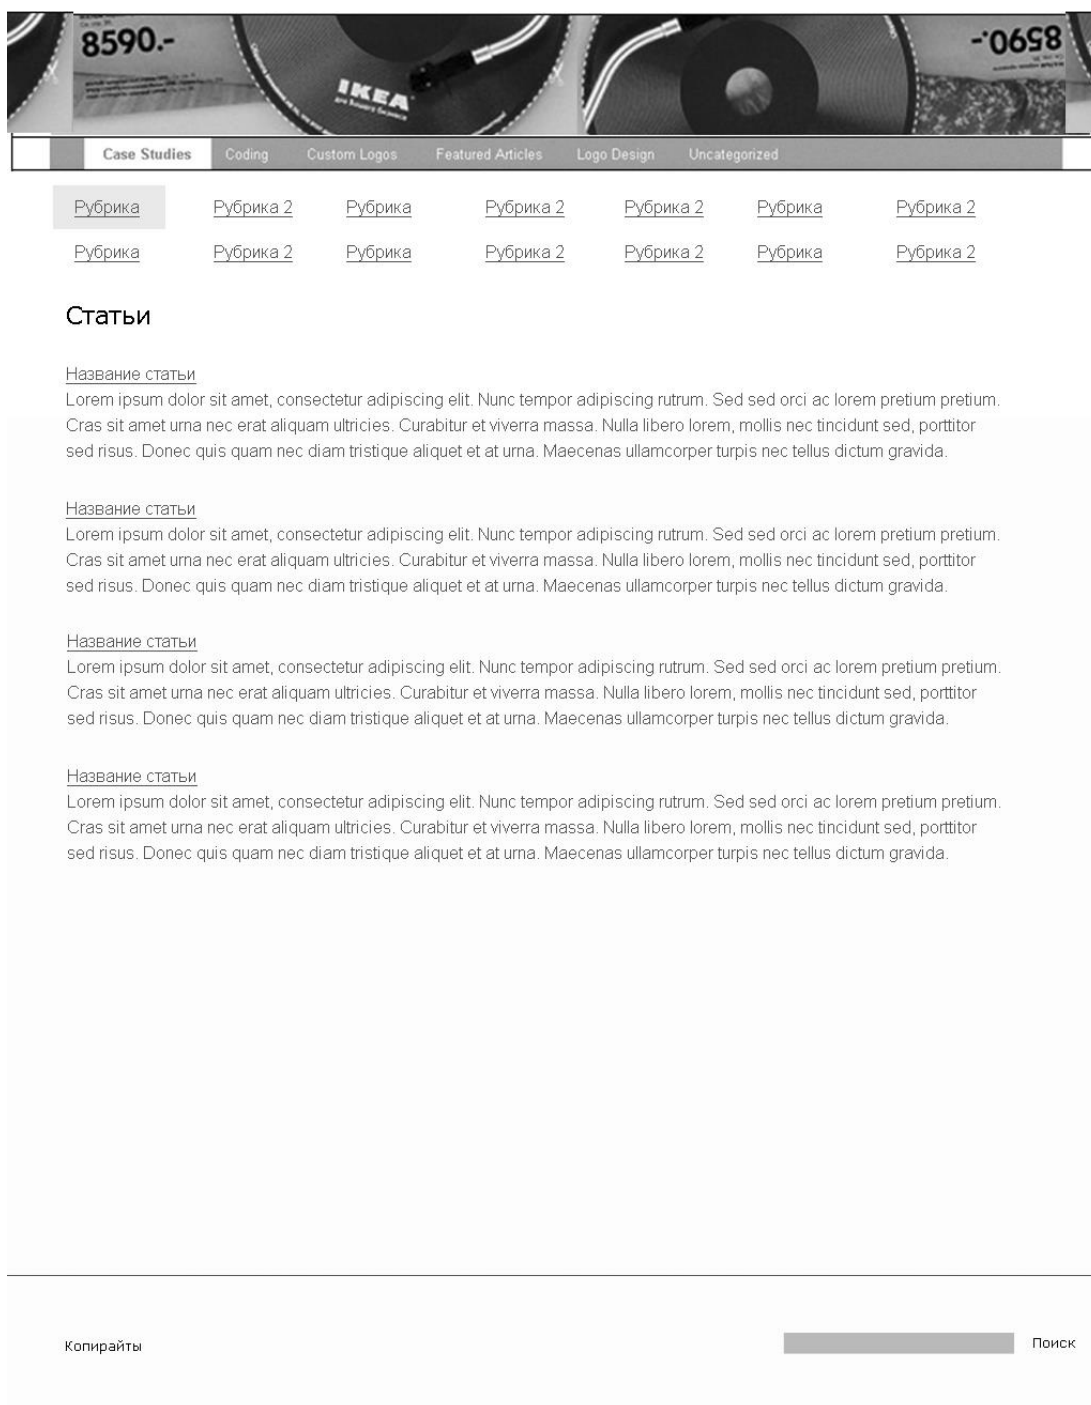 8590.-
IKEA
8590.-
Case Studies Coding Custom Logos Featured Articles Logo Design Uncategorized
Рубрика Рубрика 2 Рубрика Рубрика 2 Рубрика 2 Рубрика Рубрика 2
Рубрика Рубрика 2 Рубрика Рубрика 2 Рубрика 2 Рубрика Рубрика 2
Статьи
Название статьи
Lorem ipsum dolor sit amet, consectetur adipiscing elit. Nunc tempor adipiscing rutrum. Sed sed orci ac lorem pretium pretium.
Cras sit amet urna nec erat aliquam ultricies. Curabitur et viverra massa. Nulla libero lorem, mollis nec tincidunt sed, porttitor
sed risus. Donec quis quam nec diam tristique aliquet et at urna. Maecenas ullamcorper turpis nec tellus dictum gravida.
Название статьи
Lorem ipsum dolor sit amet, consectetur adipiscing elit. Nunc tempor adipiscing rutrum. Sed sed orci ac lorem pretium pretium.
Cras sit amet urna nec erat aliquam ultricies. Curabitur et viverra massa. Nulla libero lorem, mollis nec tincidunt sed, porttitor
sed risus. Donec quis quam nec diam tristique aliquet et at urna. Maecenas ullamcorper turpis nec tellus dictum gravida.
Название статьи
Lorem ipsum dolor sit amet, consectetur adipiscing elit. Nunc tempor adipiscing rutrum. Sed sed orci ac lorem pretium pretium.
Cras sit amet urna nec erat aliquam ultricies. Curabitur et viverra massa. Nulla libero lorem, mollis nec tincidunt sed, porttitor
sed risus. Donec quis quam nec diam tristique aliquet et at urna. Maecenas ullamcorper turpis nec tellus dictum gravida.
Название статьи
Lorem ipsum dolor sit amet, consectetur adipiscing elit. Nunc tempor adipiscing rutrum. Sed sed orci ac lorem pretium pretium.
Cras sit amet urna nec erat aliquam ultricies. Curabitur et viverra massa. Nulla libero lorem, mollis nec tincidunt sed, porttitor
sed risus. Donec quis quam nec diam tristique aliquet et at urna. Maecenas ullamcorper turpis nec tellus dictum gravida.
Копирайты Поиск